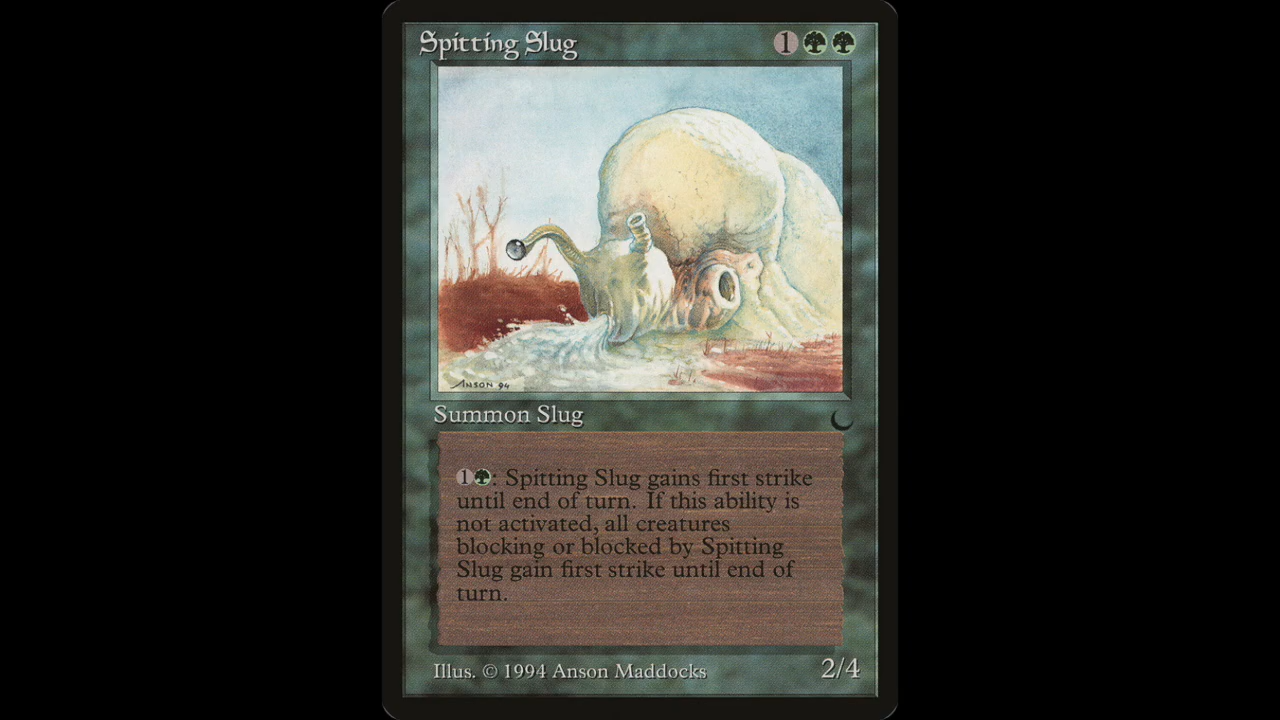 Spitting Slug 1
ANSON 94
Summon Slug
1 : Spitting Slug gains first strike
until end of turn. If this ability is
not activated, all creatures
blocking or blocked by Spitting
Slug gain first strike until end of
turn.
Illus. © 1994 Anson Maddocks 2/4